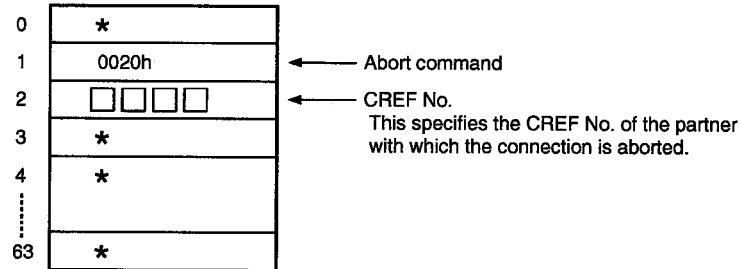 0 *
1 0020h Abort command
2 □□□□ CREF No.
This specifies the CREF No. of the partner
3 * with which the connection is aborted.
4 *
63 *